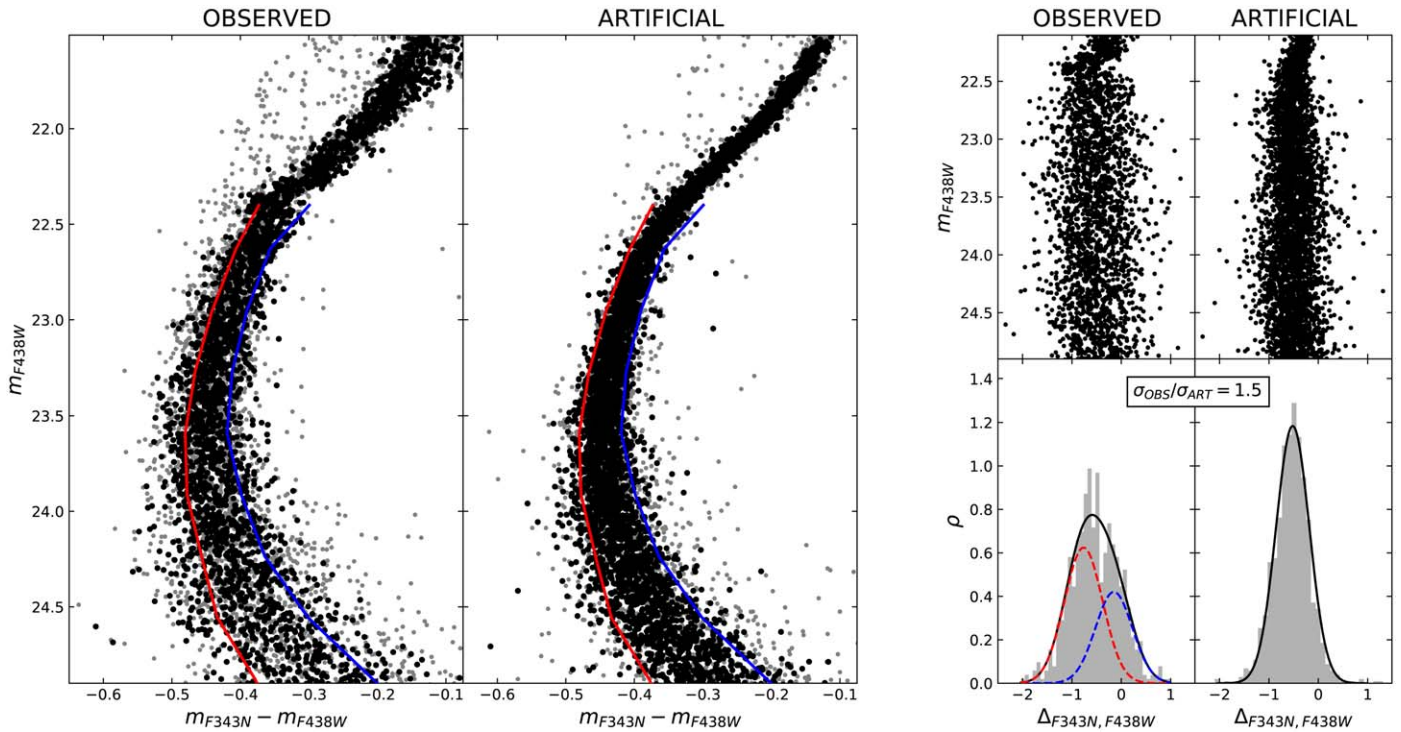 OBSERVED
ARTIFICIAL
OBSERVED
ARTIFICIAL
m_F438W
22.0
22.5
23.0
23.5
24.0
24.5
−0.6 −0.5 −0.4 −0.3 −0.2 −0.1
−0.6 −0.5 −0.4 −0.3 −0.2 −0.1
m_F343N − m_F438W
m_F343N − m_F438W
m_F438W
22.5
23.0
23.5
24.0
24.5
σ_OBS/σ_ART = 1.5
ρ
1.4
1.2
1.0
0.8
0.6
0.4
0.2
0.0
−2 −1 0 1
−2 −1 0 1
Δ_F343N, F438W
Δ_F343N, F438W